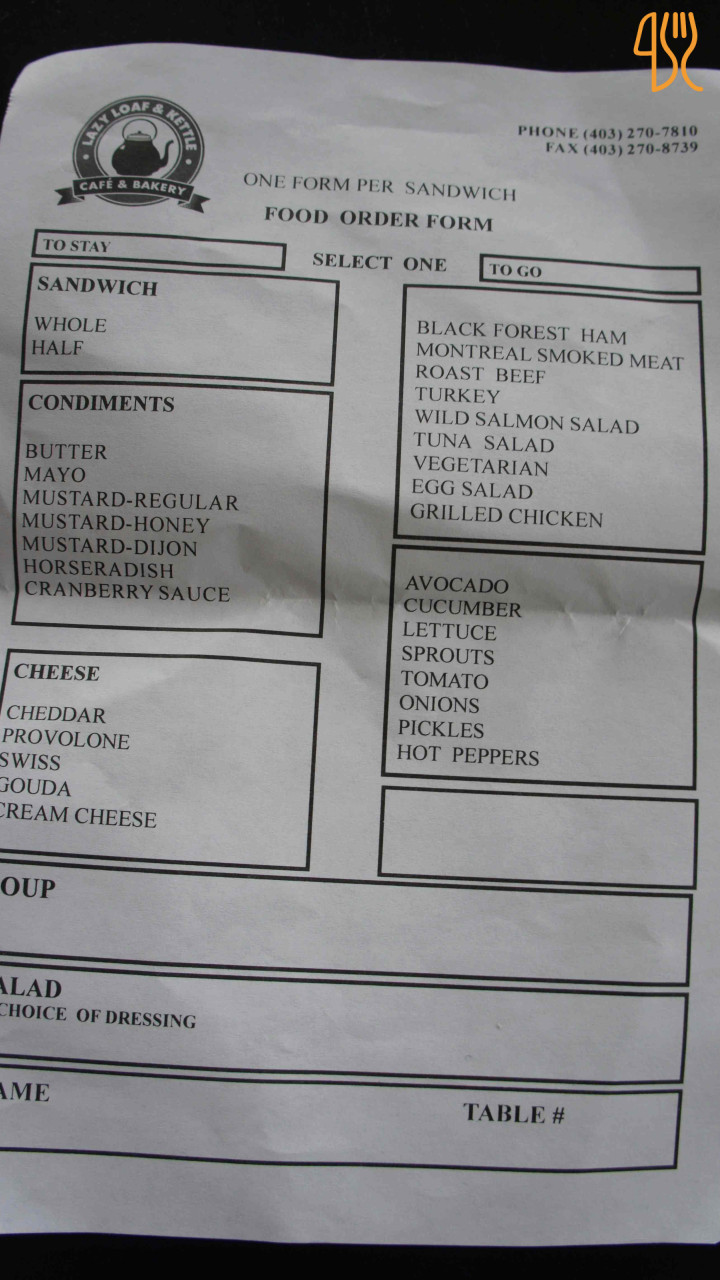 LAZY LOAF & KETTLE
CAFÉ & BAKERY
PHONE (403) 270-7810
FAX (403) 270-8739
ONE FORM PER SANDWICH
FOOD ORDER FORM
TO STAY
SELECT ONE
TO GO
SANDWICH
WHOLE
HALF
CONDIMENTS
BUTTER
MAYO
MUSTARD-REGULAR
MUSTARD-HONEY
MUSTARD-DIJON
HORSERADISH
CRANBERRY SAUCE
CHEESE
CHEDDAR
PROVOLONE
SWISS
GOUDA
CREAM CHEESE
BLACK FOREST HAM
MONTREAL SMOKED MEAT
ROAST BEEF
TURKEY
WILD SALMON SALAD
TUNA SALAD
VEGETARIAN
EGG SALAD
GRILLED CHICKEN
AVOCADO
CUCUMBER
LETTUCE
SPROUTS
TOMATO
ONIONS
PICKLES
HOT PEPPERS
OUP
ALAD
CHOICE OF DRESSING
AME
TABLE #